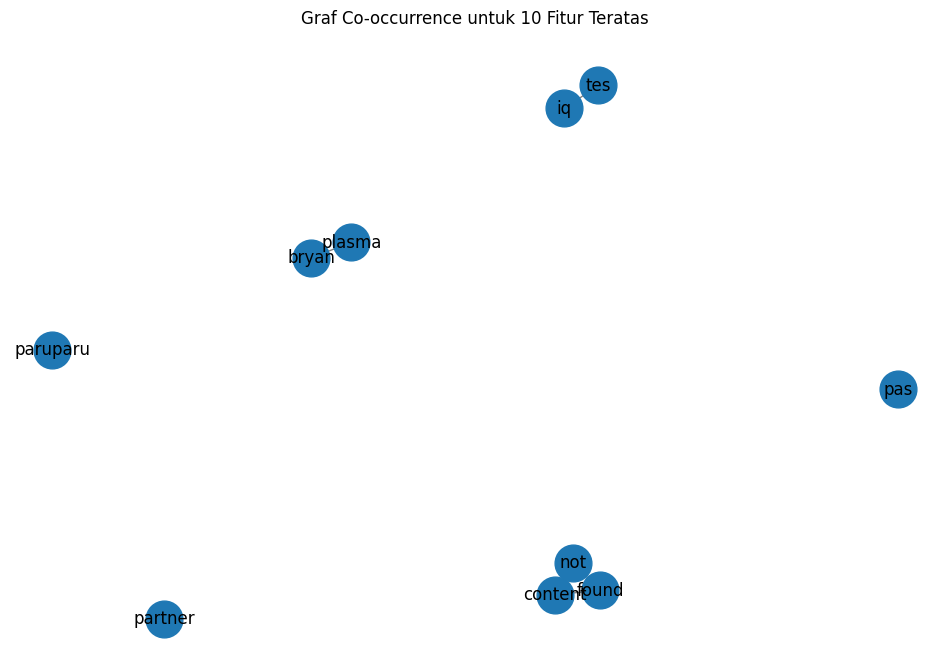 Graf Co-occurrence untuk 10 Fitur Teratas
tes
iq
plasma
bryan
paruparu
pas
not
found
content
partner